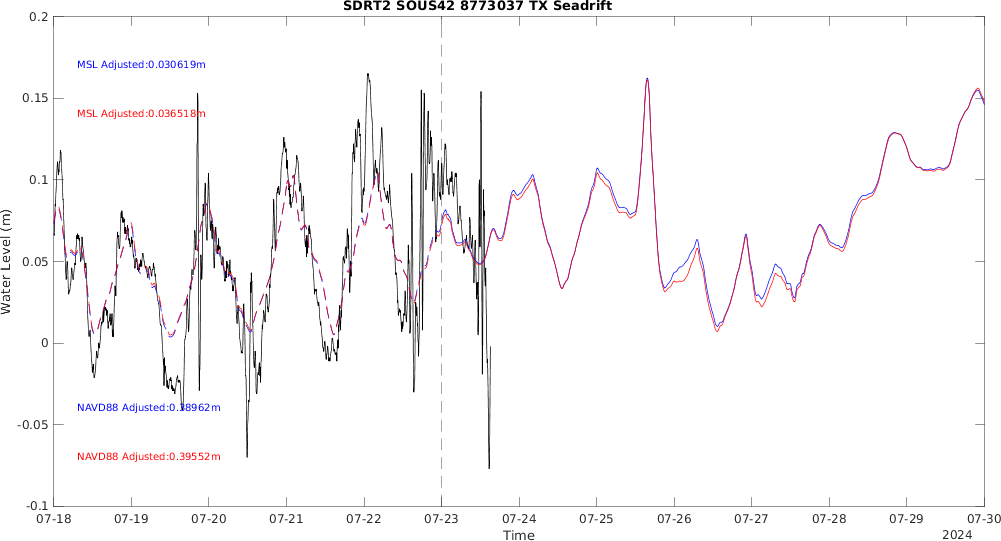 SDRT2 SOUS42 8773037 TX Seadrift
0.2
MSL Adjusted:0.030619m
0.15
MSL Adjusted:0.036518m
0.1
Water Level (m)
0.05
0
NAVD88 Adjusted:0.38962m
-0.05
NAVD88 Adjusted:0.39552m
-0.1
07-18 07-19 07-20 07-21 07-22 07-23 07-24 07-25 07-26 07-27 07-28 07-29 07-30
Time
2024